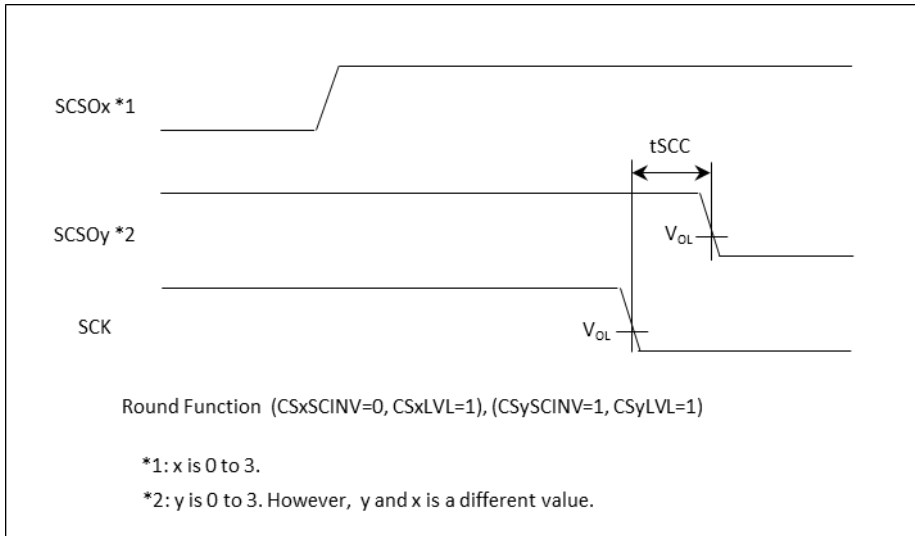 SCSOx *1
tSCC
SCSOy *2
VOL
SCK
VOL
Round Function (CSxSCINV=0, CSxLVL=1), (CSySCINV=1, CSyLVL=1)
*1: x is 0 to 3.
*2: y is 0 to 3. However, y and x is a different value.